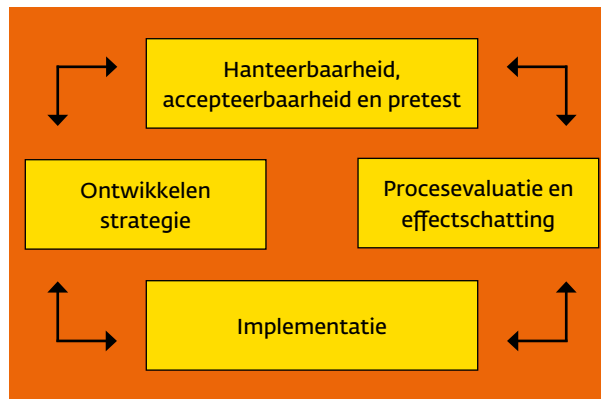 Hanteerbaarheid,
accepteerbaarheid en pretest
Ontwikkelen
strategie
Procesevaluatie en
effectschatting
Implementatie